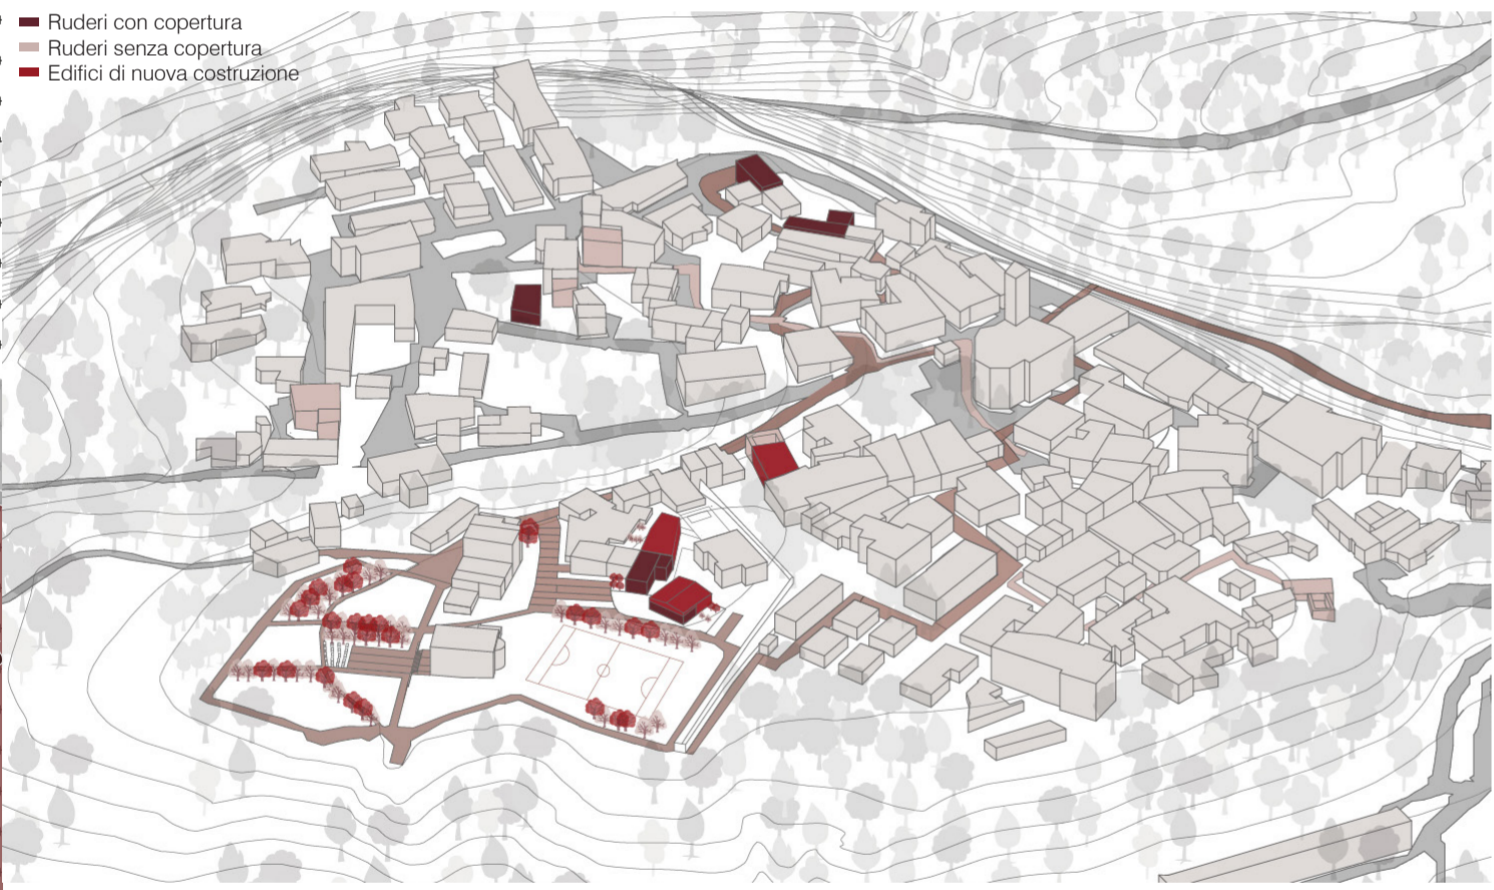 Ruderi con copertura
Ruderi senza copertura
Edifici di nuova costruzione